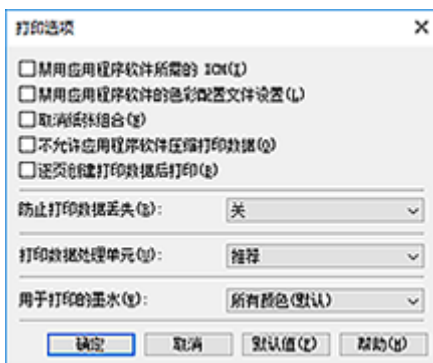 打印选项
禁用应用程序软件所需的 ICM(I)
禁用应用程序软件的色彩配置文件设置(L)
取消纸张组合(X)
不允许应用程序软件压缩打印数据(Q)
逐页创建打印数据后打印(R)
防止打印数据丢失(B): 关
打印数据处理单元(U): 推荐
用于打印的墨水(Y): 所有颜色(默认)
确定 取消 默认值(F) 帮助(H)